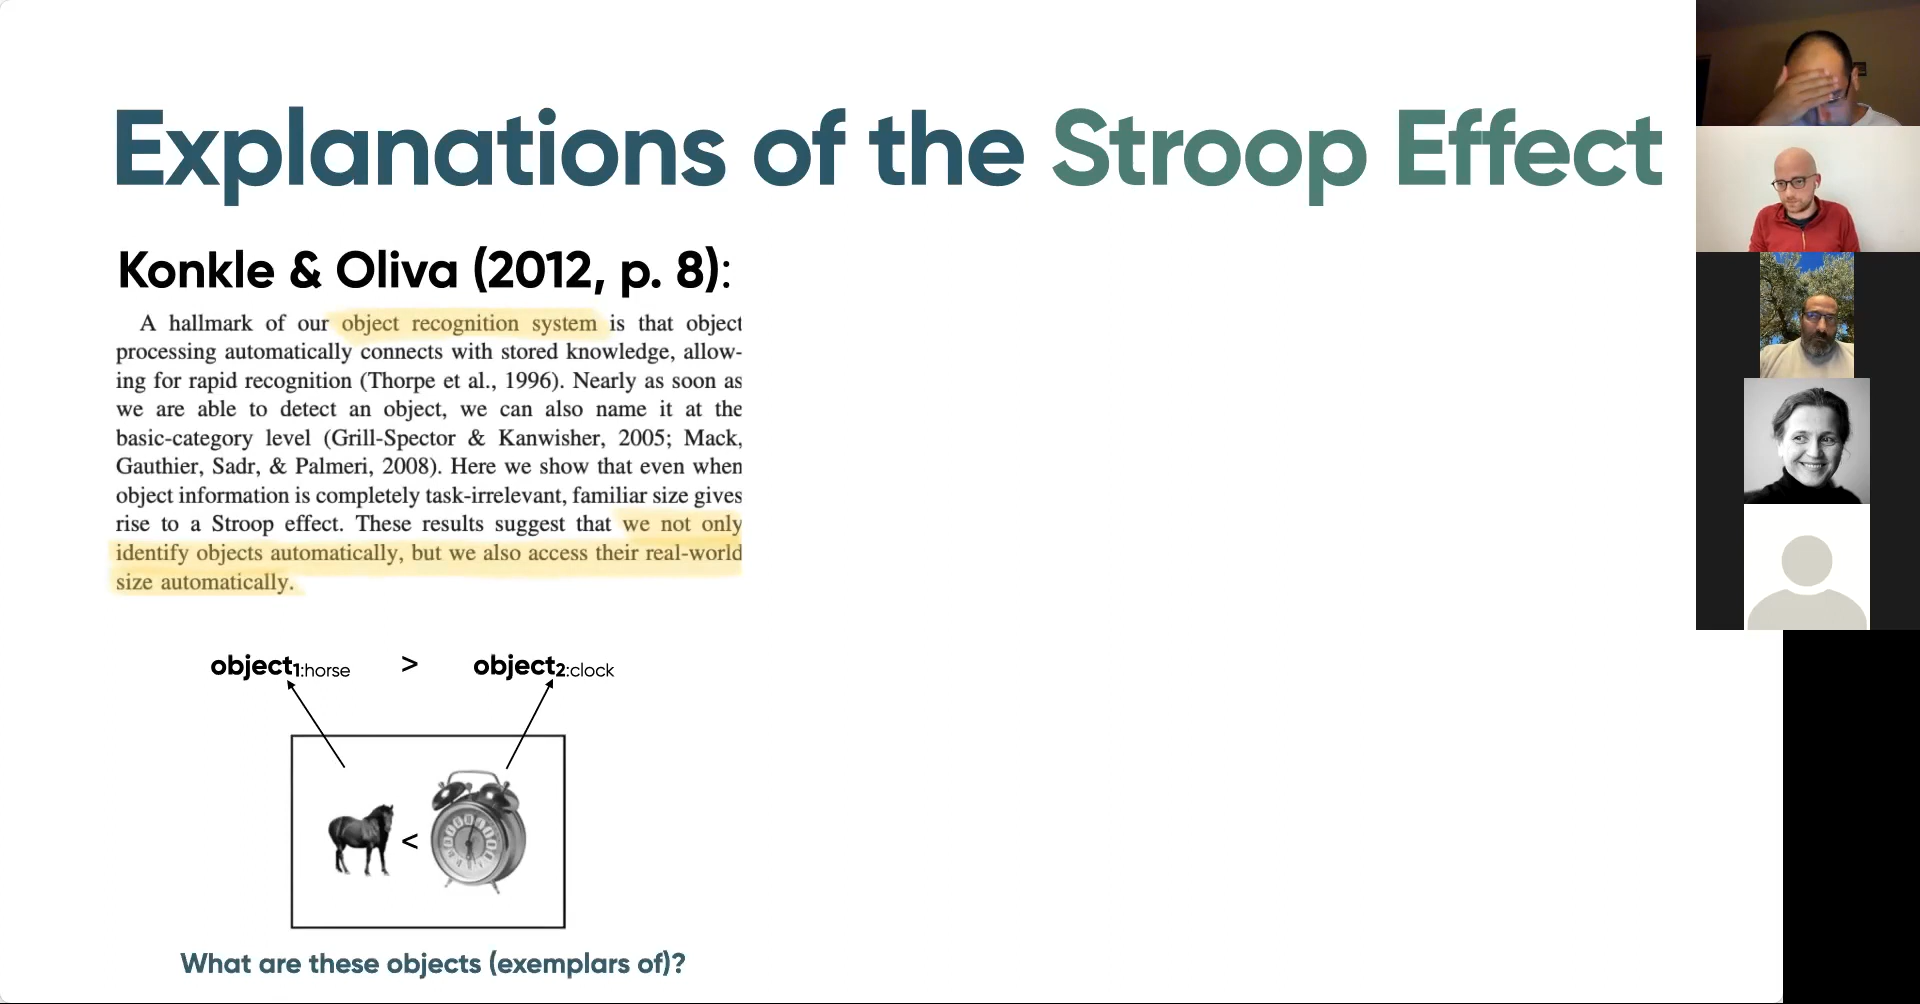 Explanations of the Stroop Effect
Konkle & Oliva (2012, p. 8):
A hallmark of our object recognition system is that object
processing automatically connects with stored knowledge, allow-
ing for rapid recognition (Thorpe et al., 1996). Nearly as soon as
we are able to detect an object, we can also name it at the
basic-category level (Grill-Spector & Kanwisher, 2005; Mack,
Gauthier, Sadr, & Palmeri, 2008). Here we show that even when
object information is completely task-irrelevant, familiar size gives
rise to a Stroop effect. These results suggest that we not only
identify objects automatically, but we also access their real-world
size automatically.
object1:horse > object2:clock
<
What are these objects (exemplars of)?